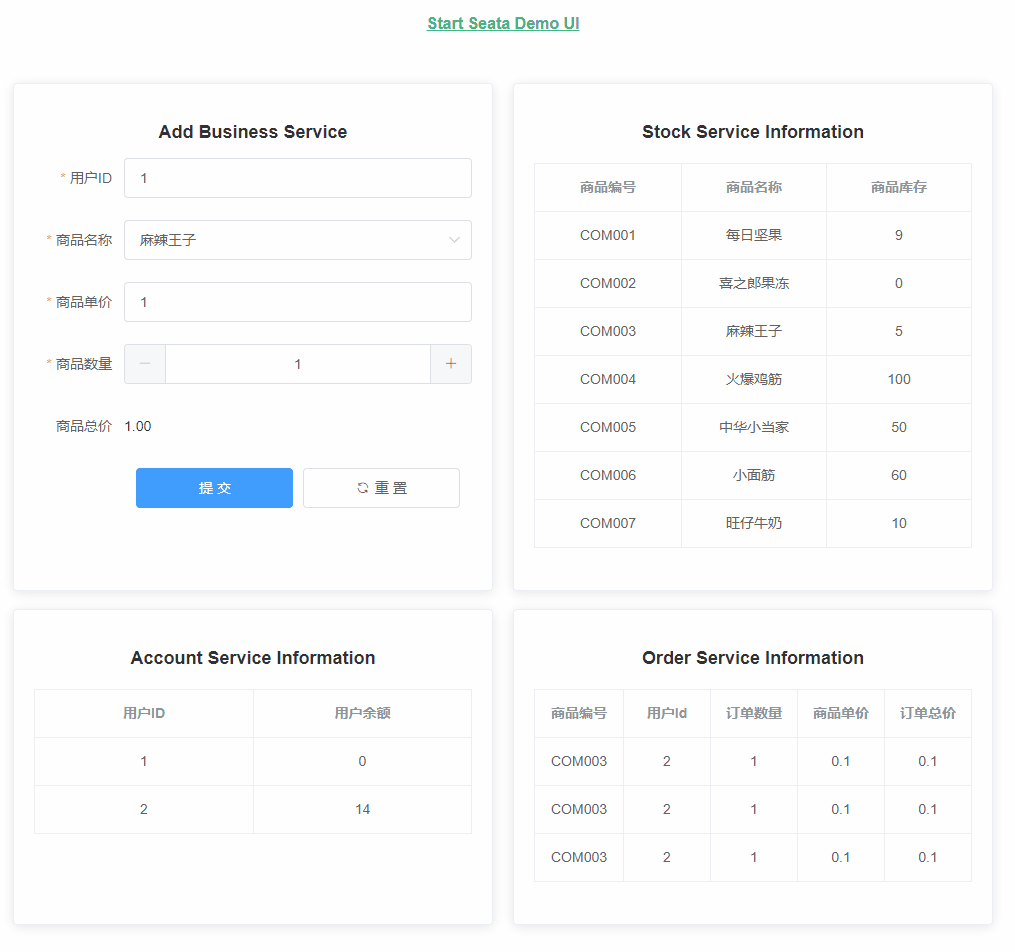 Start Seata Demo UI
Add Business Service
* 用户ID 1
* 商品名称 麻辣王子
* 商品单价 1
* 商品数量 − 1 +
商品总价 1.00
提 交 重 置
Stock Service Information
商品编号 商品名称 商品库存
COM001 每日坚果 9
COM002 喜之郎果冻 0
COM003 麻辣王子 5
COM004 火爆鸡筋 100
COM005 中华小当家 50
COM006 小面筋 60
COM007 旺仔牛奶 10
Account Service Information
用户ID 用户余额
1 0
2 14
Order Service Information
商品编号 用户Id 订单数量 商品单价 订单总价
COM003 2 1 0.1 0.1
COM003 2 1 0.1 0.1
COM003 2 1 0.1 0.1